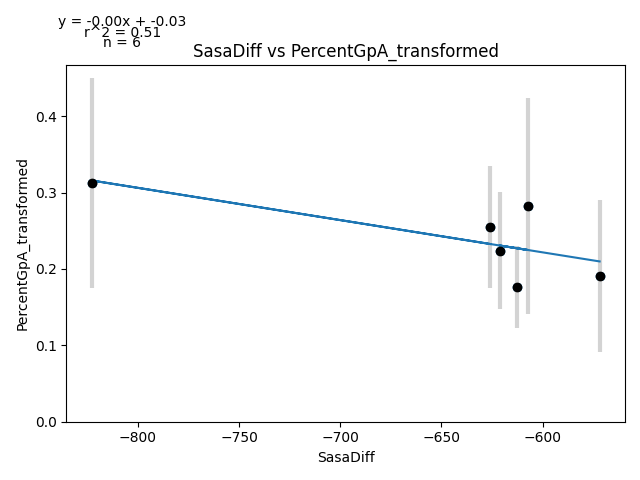 y = -0.00x + -0.03
r^2 = 0.51
n = 6
SasaDiff vs PercentGpA_transformed
PercentGpA_transformed
0.4
0.3
0.2
0.1
0.0
−800
−750
−700
−650
−600
SasaDiff